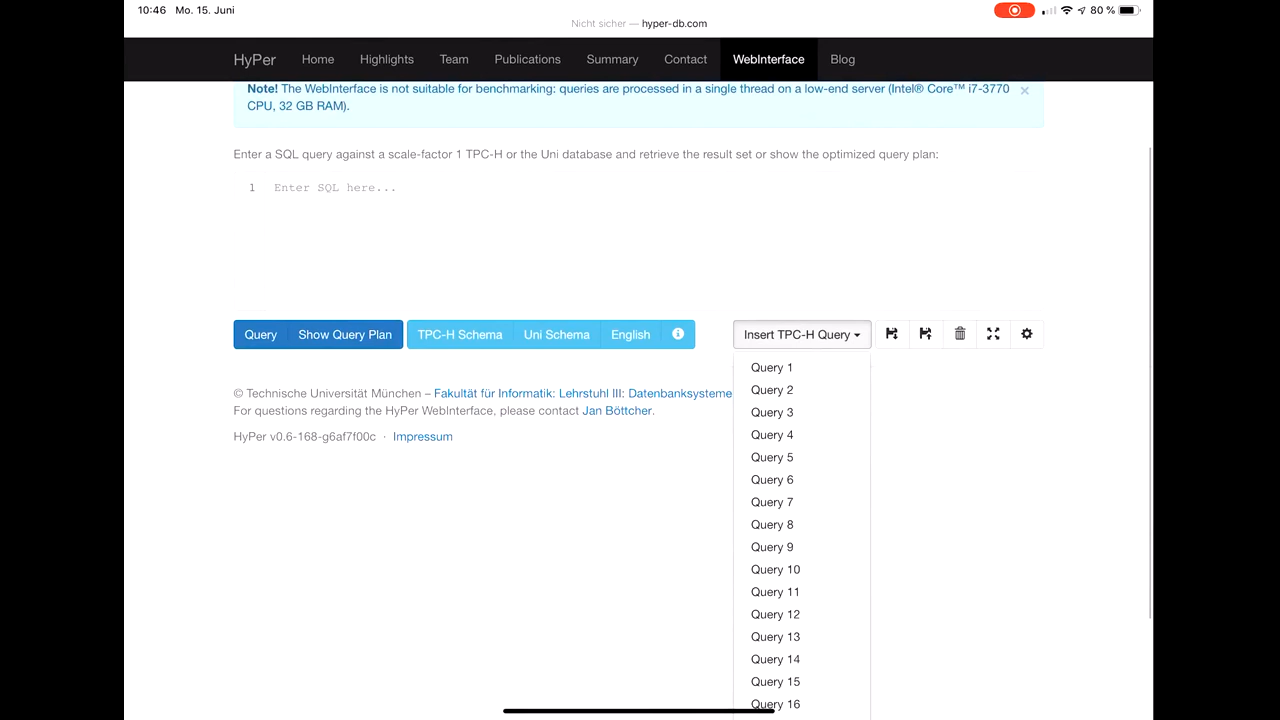 10:46 Mo. 15. Juni
80 %
Nicht sicher — hyper-db.com
HyPer Home Highlights Team Publications Summary Contact WebInterface Blog
Note! The WebInterface is not suitable for benchmarking: queries are processed in a single thread on a low-end server (Intel® Core™ i7-3770
CPU, 32 GB RAM).
×
Enter a SQL query against a scale-factor 1 TPC-H or the Uni database and retrieve the result set or show the optimized query plan:
1 Enter SQL here...
Query Show Query Plan TPC-H Schema Uni Schema English Insert TPC-H Query
Query 1
Query 2
Query 3
Query 4
Query 5
Query 6
Query 7
Query 8
Query 9
Query 10
Query 11
Query 12
Query 13
Query 14
Query 15
Query 16
© Technische Universität München – Fakultät für Informatik: Lehrstuhl III: Datenbanksysteme
For questions regarding the HyPer WebInterface, please contact Jan Böttcher.
HyPer v0.6-168-g6af7f00c · Impressum